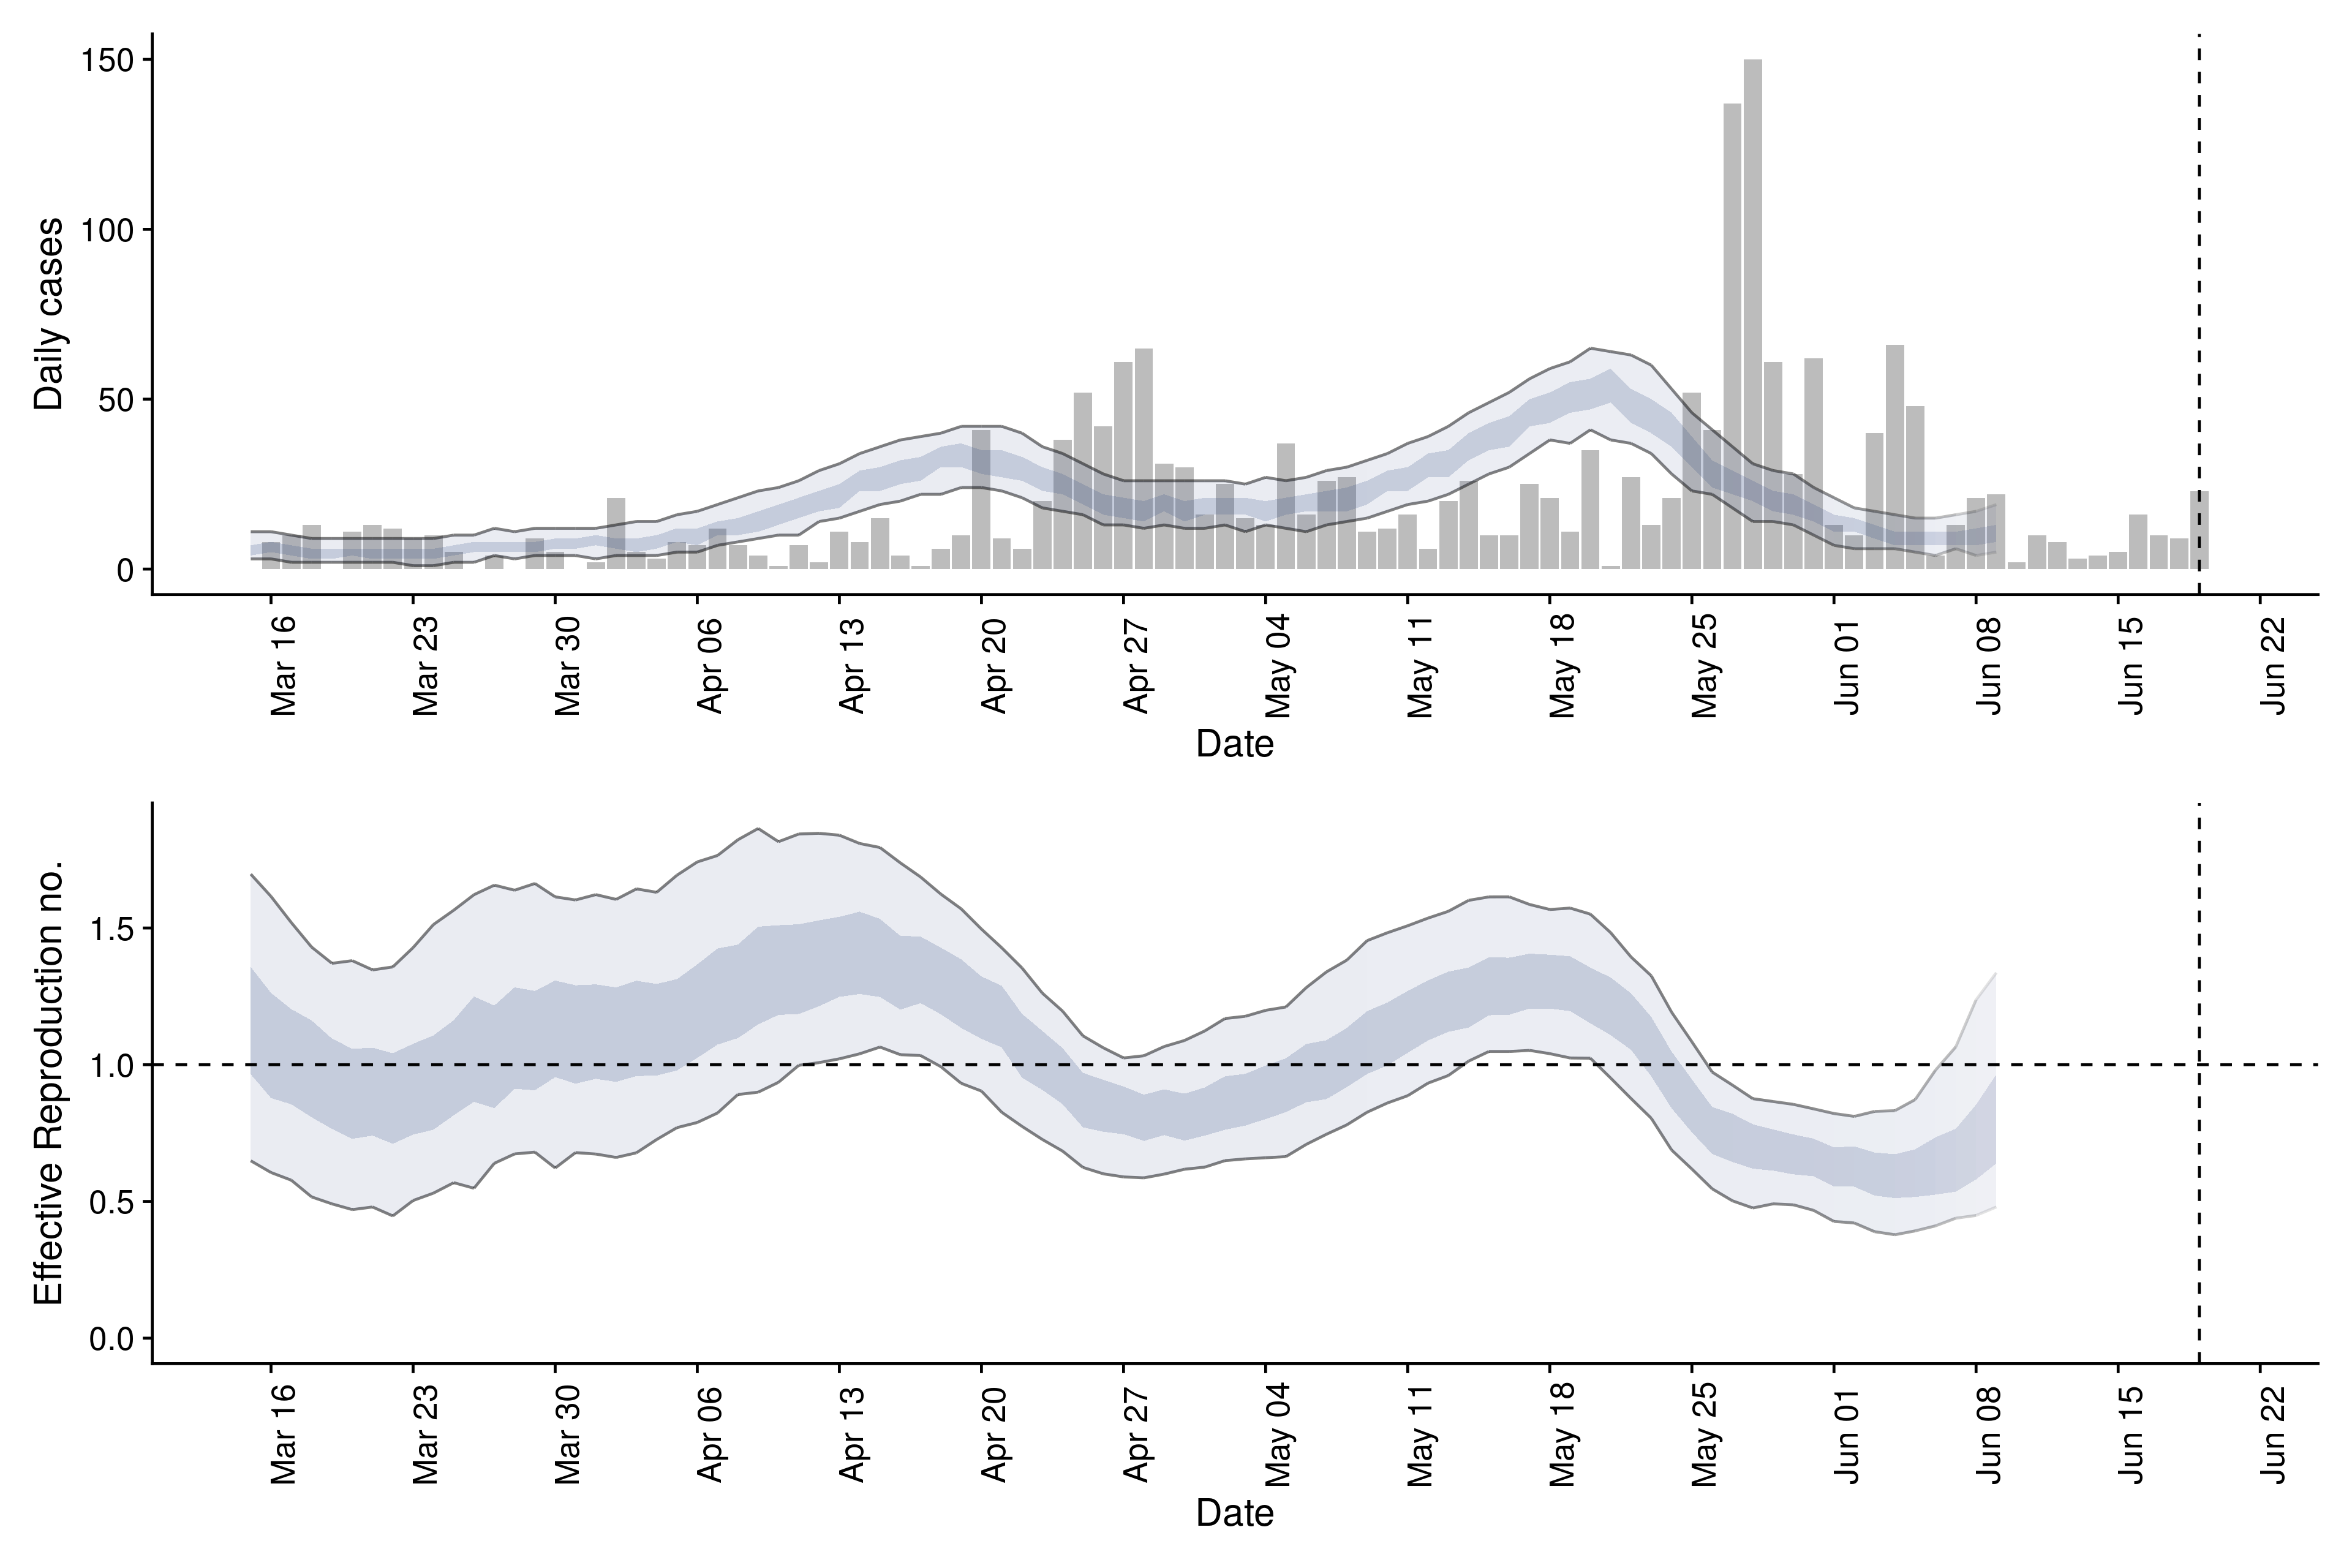 Daily cases
150
100
50
0
Mar 16
Mar 23
Mar 30
Apr 06
Apr 13
Apr 20
Apr 27
May 04
May 11
May 18
May 25
Jun 01
Jun 08
Jun 15
Jun 22
Date
Effective Reproduction no.
1.5
1.0
0.5
0.0
Mar 16
Mar 23
Mar 30
Apr 06
Apr 13
Apr 20
Apr 27
May 04
May 11
May 18
May 25
Jun 01
Jun 08
Jun 15
Jun 22
Date